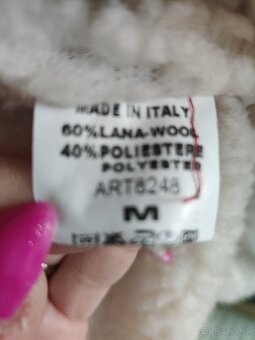 MADE IN ITALY
60%LANA-WOOL
40%POLIESTERE
POLYESTER
ART8248
M